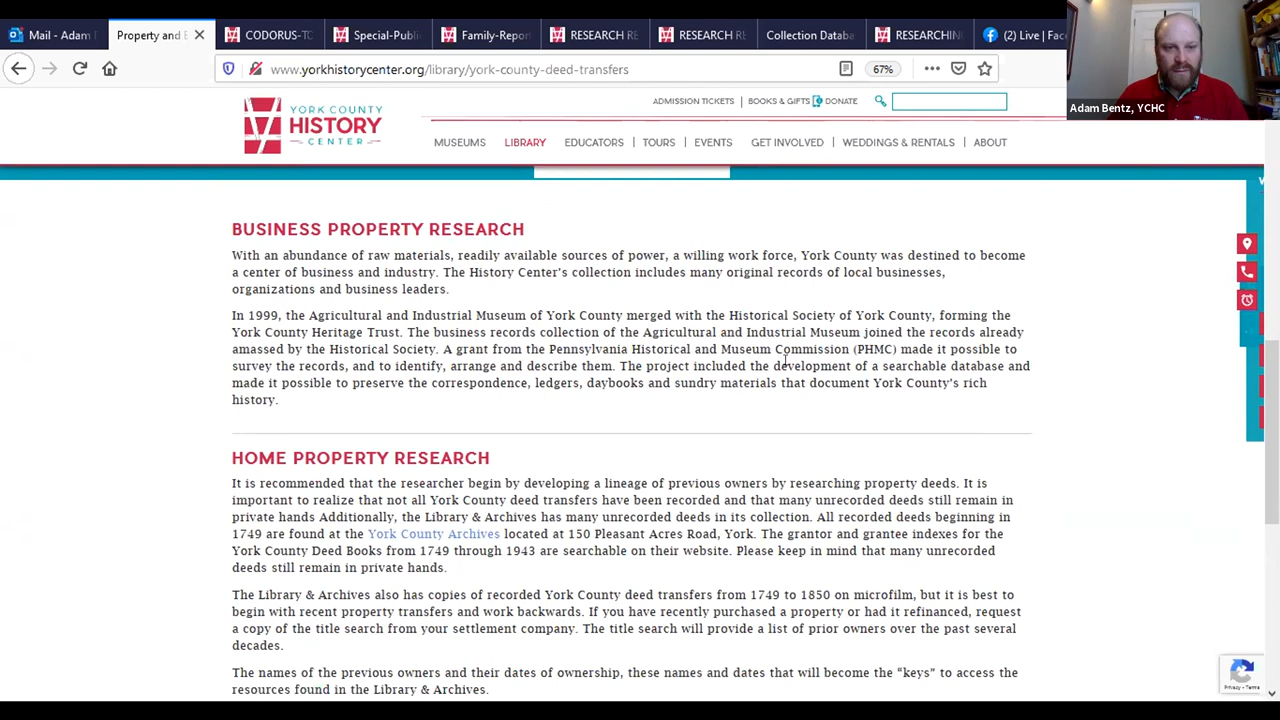 Mail - Adam
Property and
CODORUS-TO
Special-Publi
Family-Repor
RESEARCH RE
RESEARCH RE
Collection Databa
RESEARCHIN
(2) Live | Fac
www.yorkhistorycenter.org/library/york-county-deed-transfers
67%
Adam Bentz, YCHC
YORK COUNTY
HISTORY
CENTER
ADMISSION TICKETS
BOOKS & GIFTS
DONATE
MUSEUMS
LIBRARY
EDUCATORS
TOURS
EVENTS
GET INVOLVED
WEDDINGS & RENTALS
ABOUT
BUSINESS PROPERTY RESEARCH
With an abundance of raw materials, readily available sources of power, a willing work force, York County was destined to become
a center of business and industry. The History Center's collection includes many original records of local businesses,
organizations and business leaders.
In 1999, the Agricultural and Industrial Museum of York County merged with the Historical Society of York County, forming the
York County Heritage Trust. The business records collection of the Agricultural and Industrial Museum joined the records already
amassed by the Historical Society. A grant from the Pennsylvania Historical and Museum Commission (PHMC) made it possible to
survey the records, and to identify, arrange and describe them. The project included the development of a searchable database and
made it possible to preserve the correspondence, ledgers, daybooks and sundry materials that document York County's rich
history.
HOME PROPERTY RESEARCH
It is recommended that the researcher begin by developing a lineage of previous owners by researching property deeds. It is
important to realize that not all York County deed transfers have been recorded and that many unrecorded deeds still remain in
private hands Additionally, the Library & Archives has many unrecorded deeds in its collection. All recorded deeds beginning in
1749 are found at the York County Archives located at 150 Pleasant Acres Road, York. The grantor and grantee indexes for the
York County Deed Books from 1749 through 1943 are searchable on their website. Please keep in mind that many unrecorded
deeds still remain in private hands.
The Library & Archives also has copies of recorded York County deed transfers from 1749 to 1850 on microfilm, but it is best to
begin with recent property transfers and work backwards. If you have recently purchased a property or had it refinanced, request
a copy of the title search from your settlement company. The title search will provide a list of prior owners over the past several
decades.
The names of the previous owners and their dates of ownership, these names and dates that will become the “keys” to access the
resources found in the Library & Archives.
Privacy - Terms